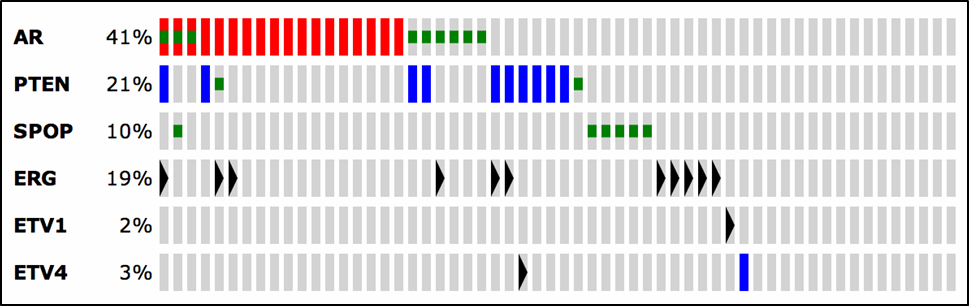 AR 41%
PTEN 21%
SPOP 10%
ERG 19%
ETV1 2%
ETV4 3%